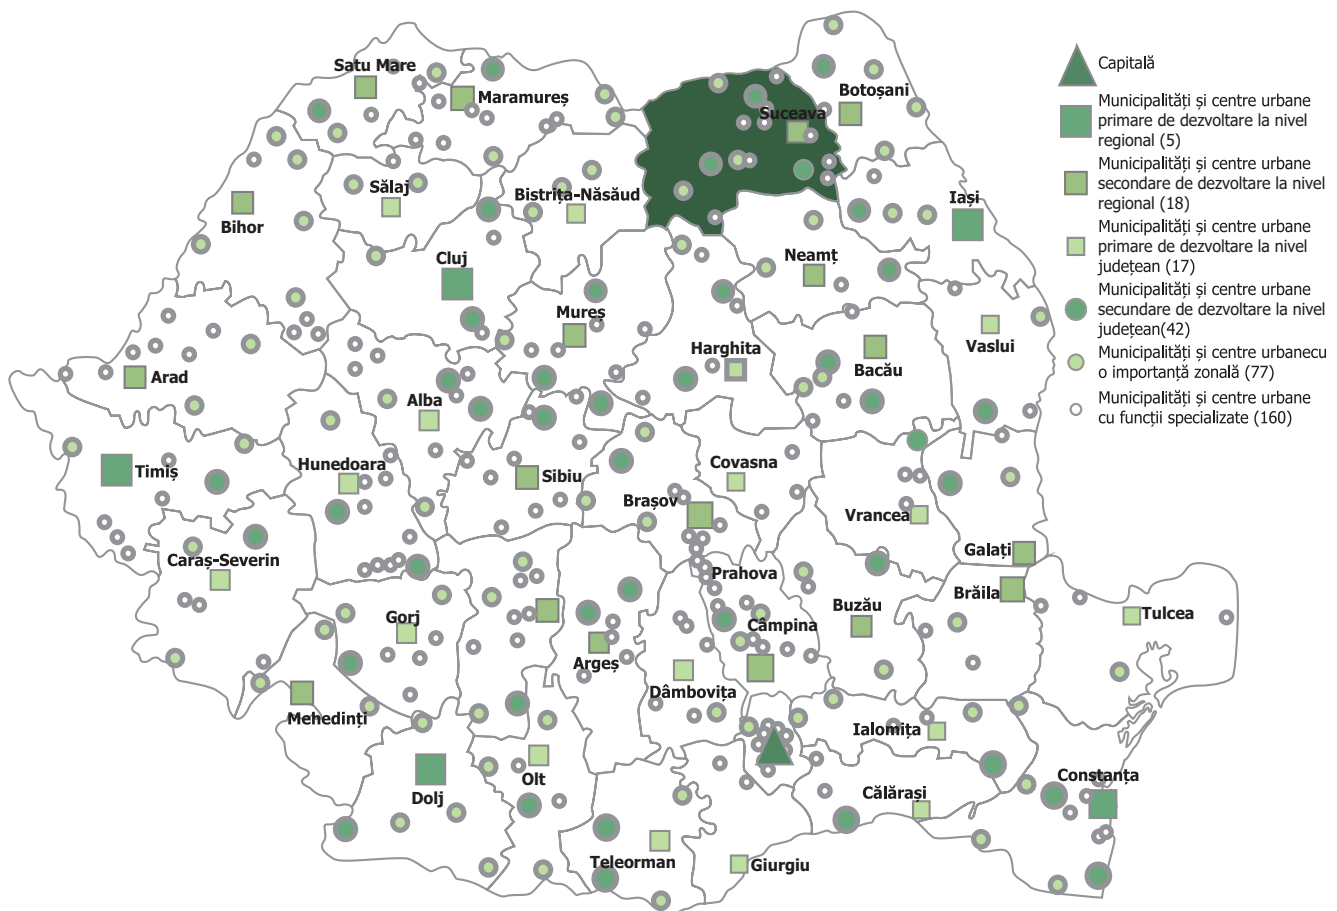 Satu Mare
Maramureș
Suceava
Botoșani
Sălaj
Bistrița-Năsăud
Iași
Bihor
Cluj
Neamț
Mureș
Vaslui
Harghita
Bacău
Arad
Alba
Timiș
Hunedoara
Sibiu
Covasna
Brașov
Vrancea
Galați
Caraș-Severin
Prahova
Brăila
Tulcea
Gorj
Buzău
Câmpina
Argeș
Dâmbovița
Mehedinți
Ialomița
Olt
Constanța
Dolj
Călărași
Teleorman
Giurgiu
Capitală
Municipalități și centre urbane
primare de dezvoltare la nivel
regional (5)
Municipalități și centre urbane
secondare de dezvoltare la nivel
regional (18)
Municipalități și centre urbane
primare de dezvoltare la nivel
județean (17)
Municipalități și centre urbane
secundare de dezvoltare la nivel
județean(42)
Municipalități și centre urbanecu
o importanță zonală (77)
Municipalități și centre urbane
cu funcții specializate (160)